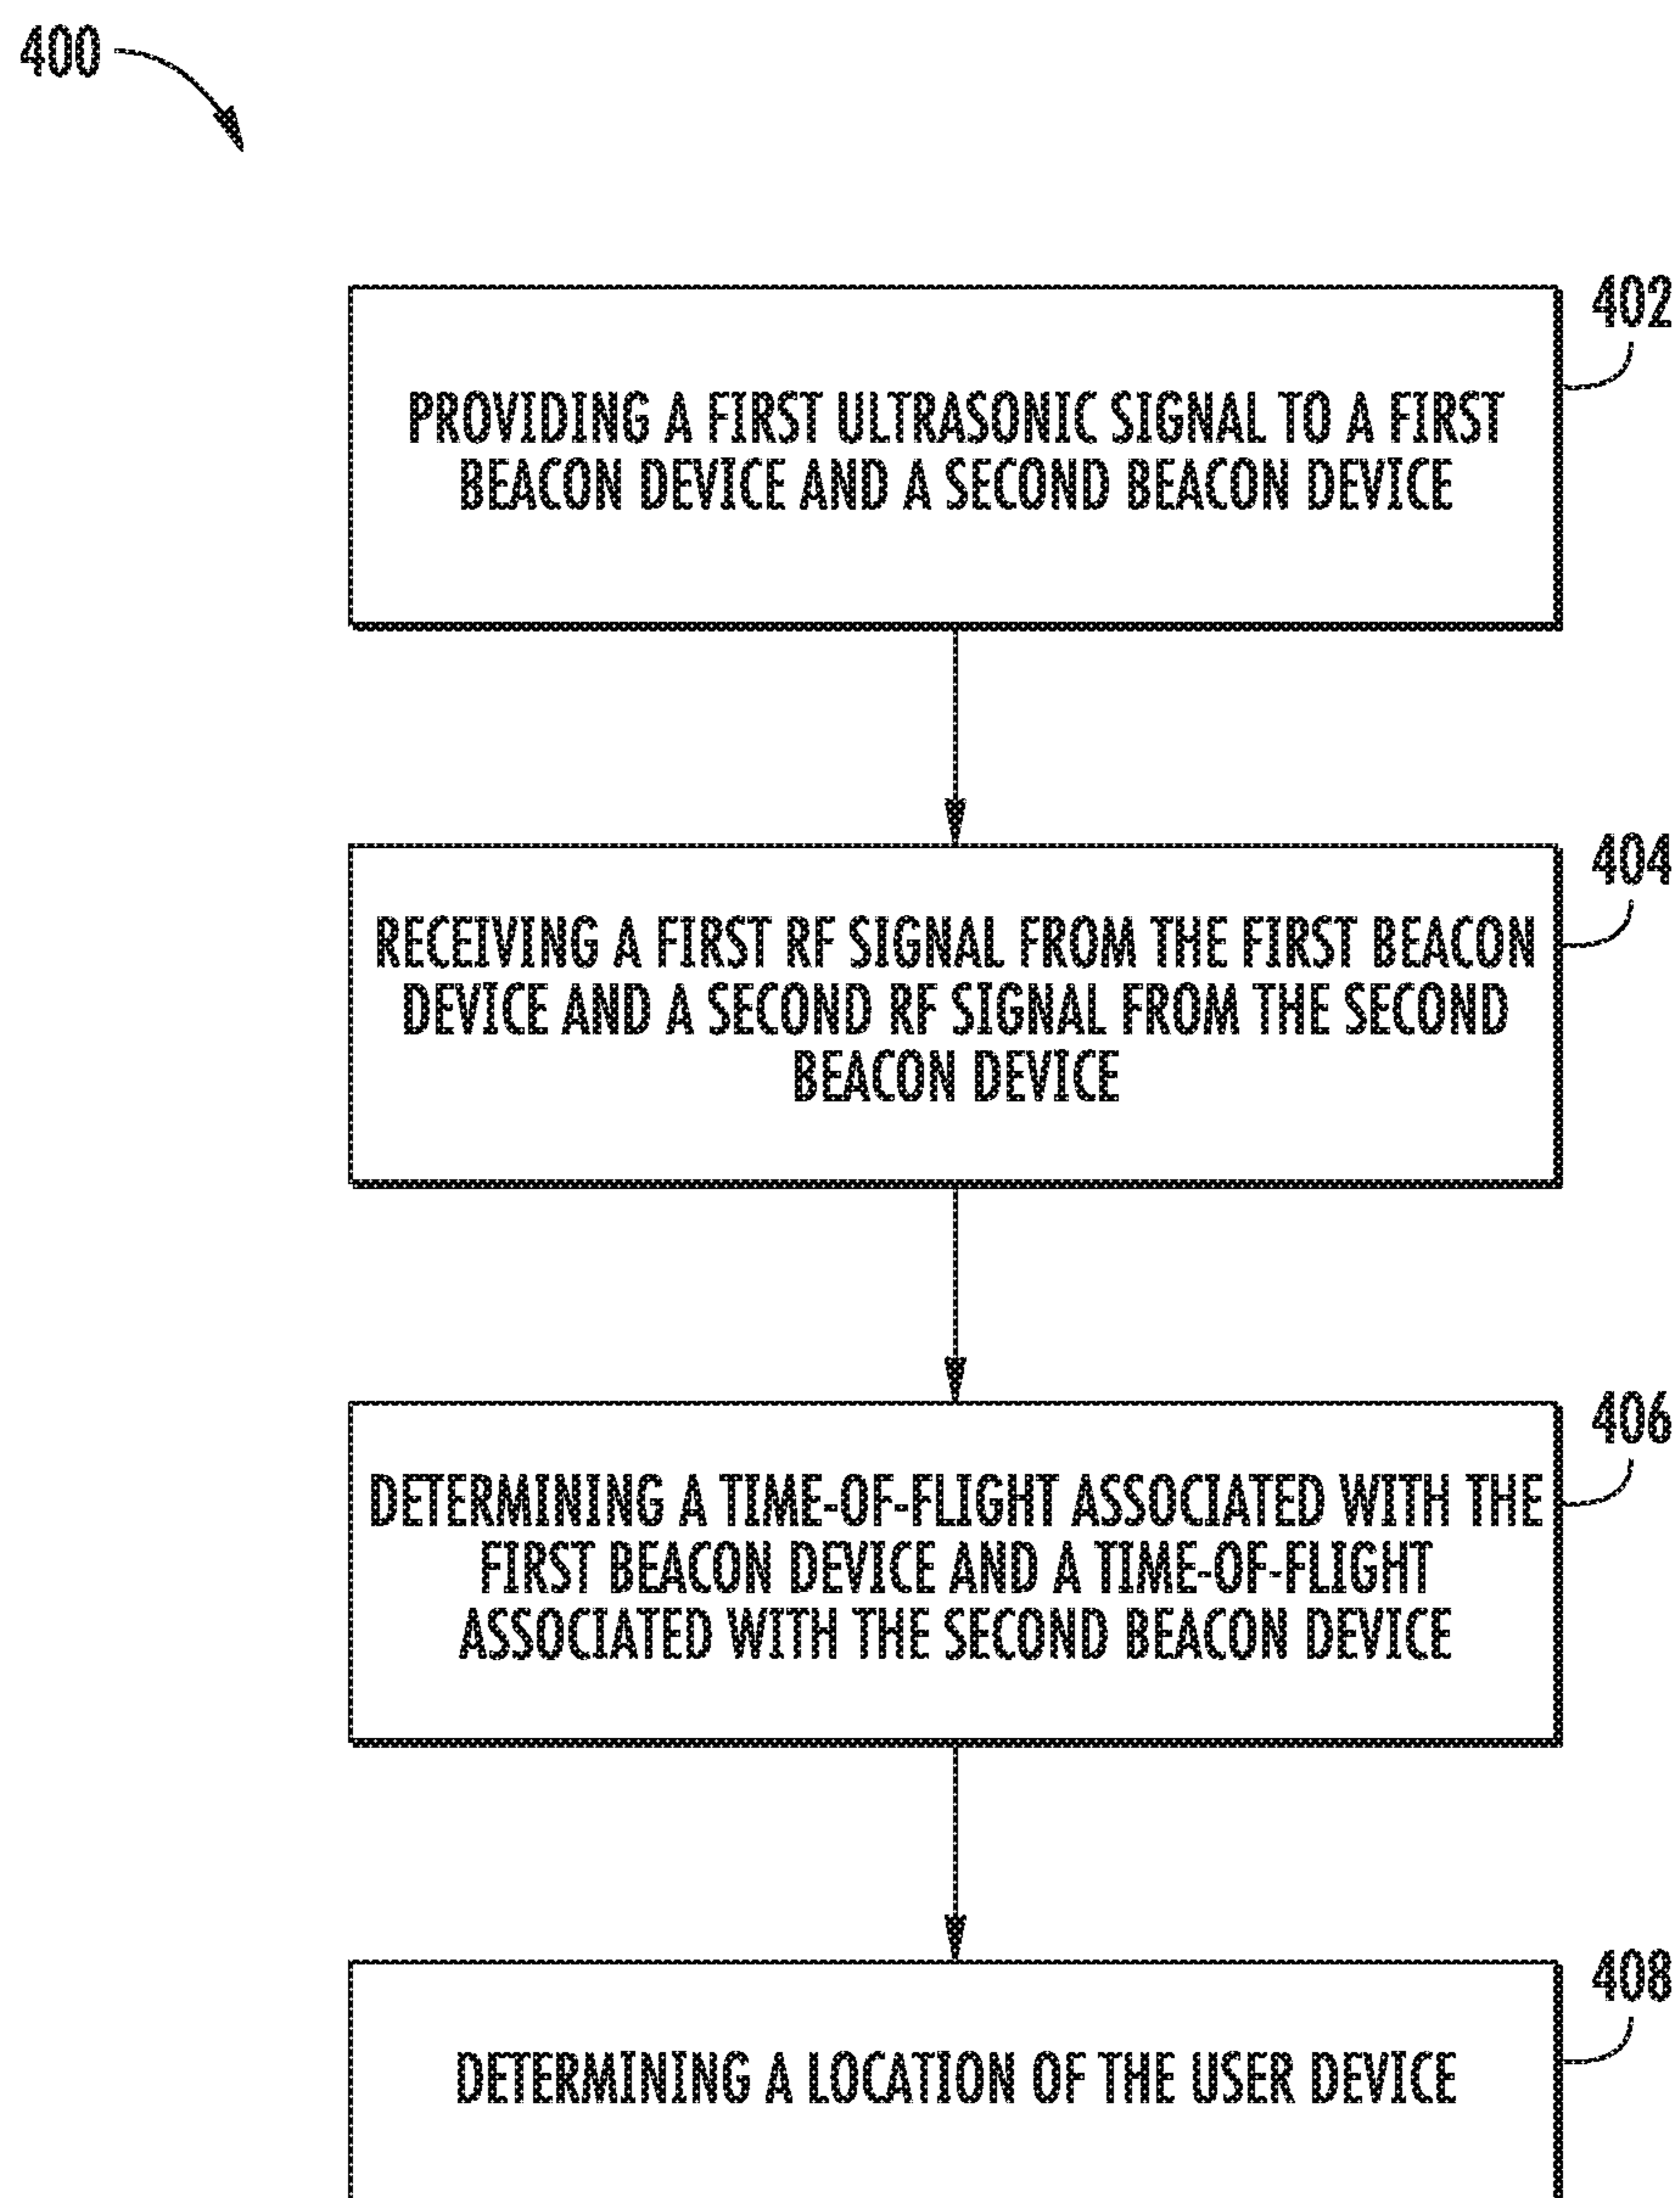 400
402
PROVIDING A FIRST ULTRASONIC SIGNAL TO A FIRST
BEACON DEVICE AND A SECOND BEACON DEVICE
404
RECEIVING A FIRST RF SIGNAL FROM THE FIRST BEACON
DEVICE AND A SECOND RF SIGNAL FROM THE SECOND
BEACON DEVICE
406
DETERMINING A TIME-OF-FLIGHT ASSOCIATED WITH THE
FIRST BEACON DEVICE AND A TIME-OF-FLIGHT
ASSOCIATED WITH THE SECOND BEACON DEVICE
408
DETERMINING A LOCATION OF THE USER DEVICE